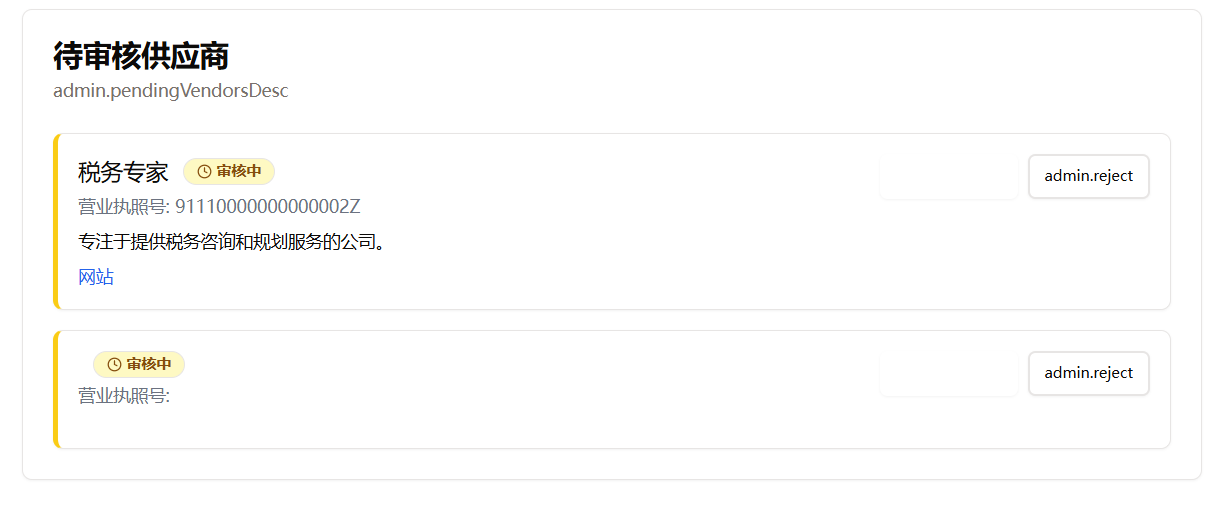 待审核供应商
admin.pendingVendorsDesc
税务专家 审核中
admin.reject
营业执照号: 91110000000000002Z
专注于提供税务咨询和规划服务的公司。
网站
审核中
admin.reject
营业执照号: